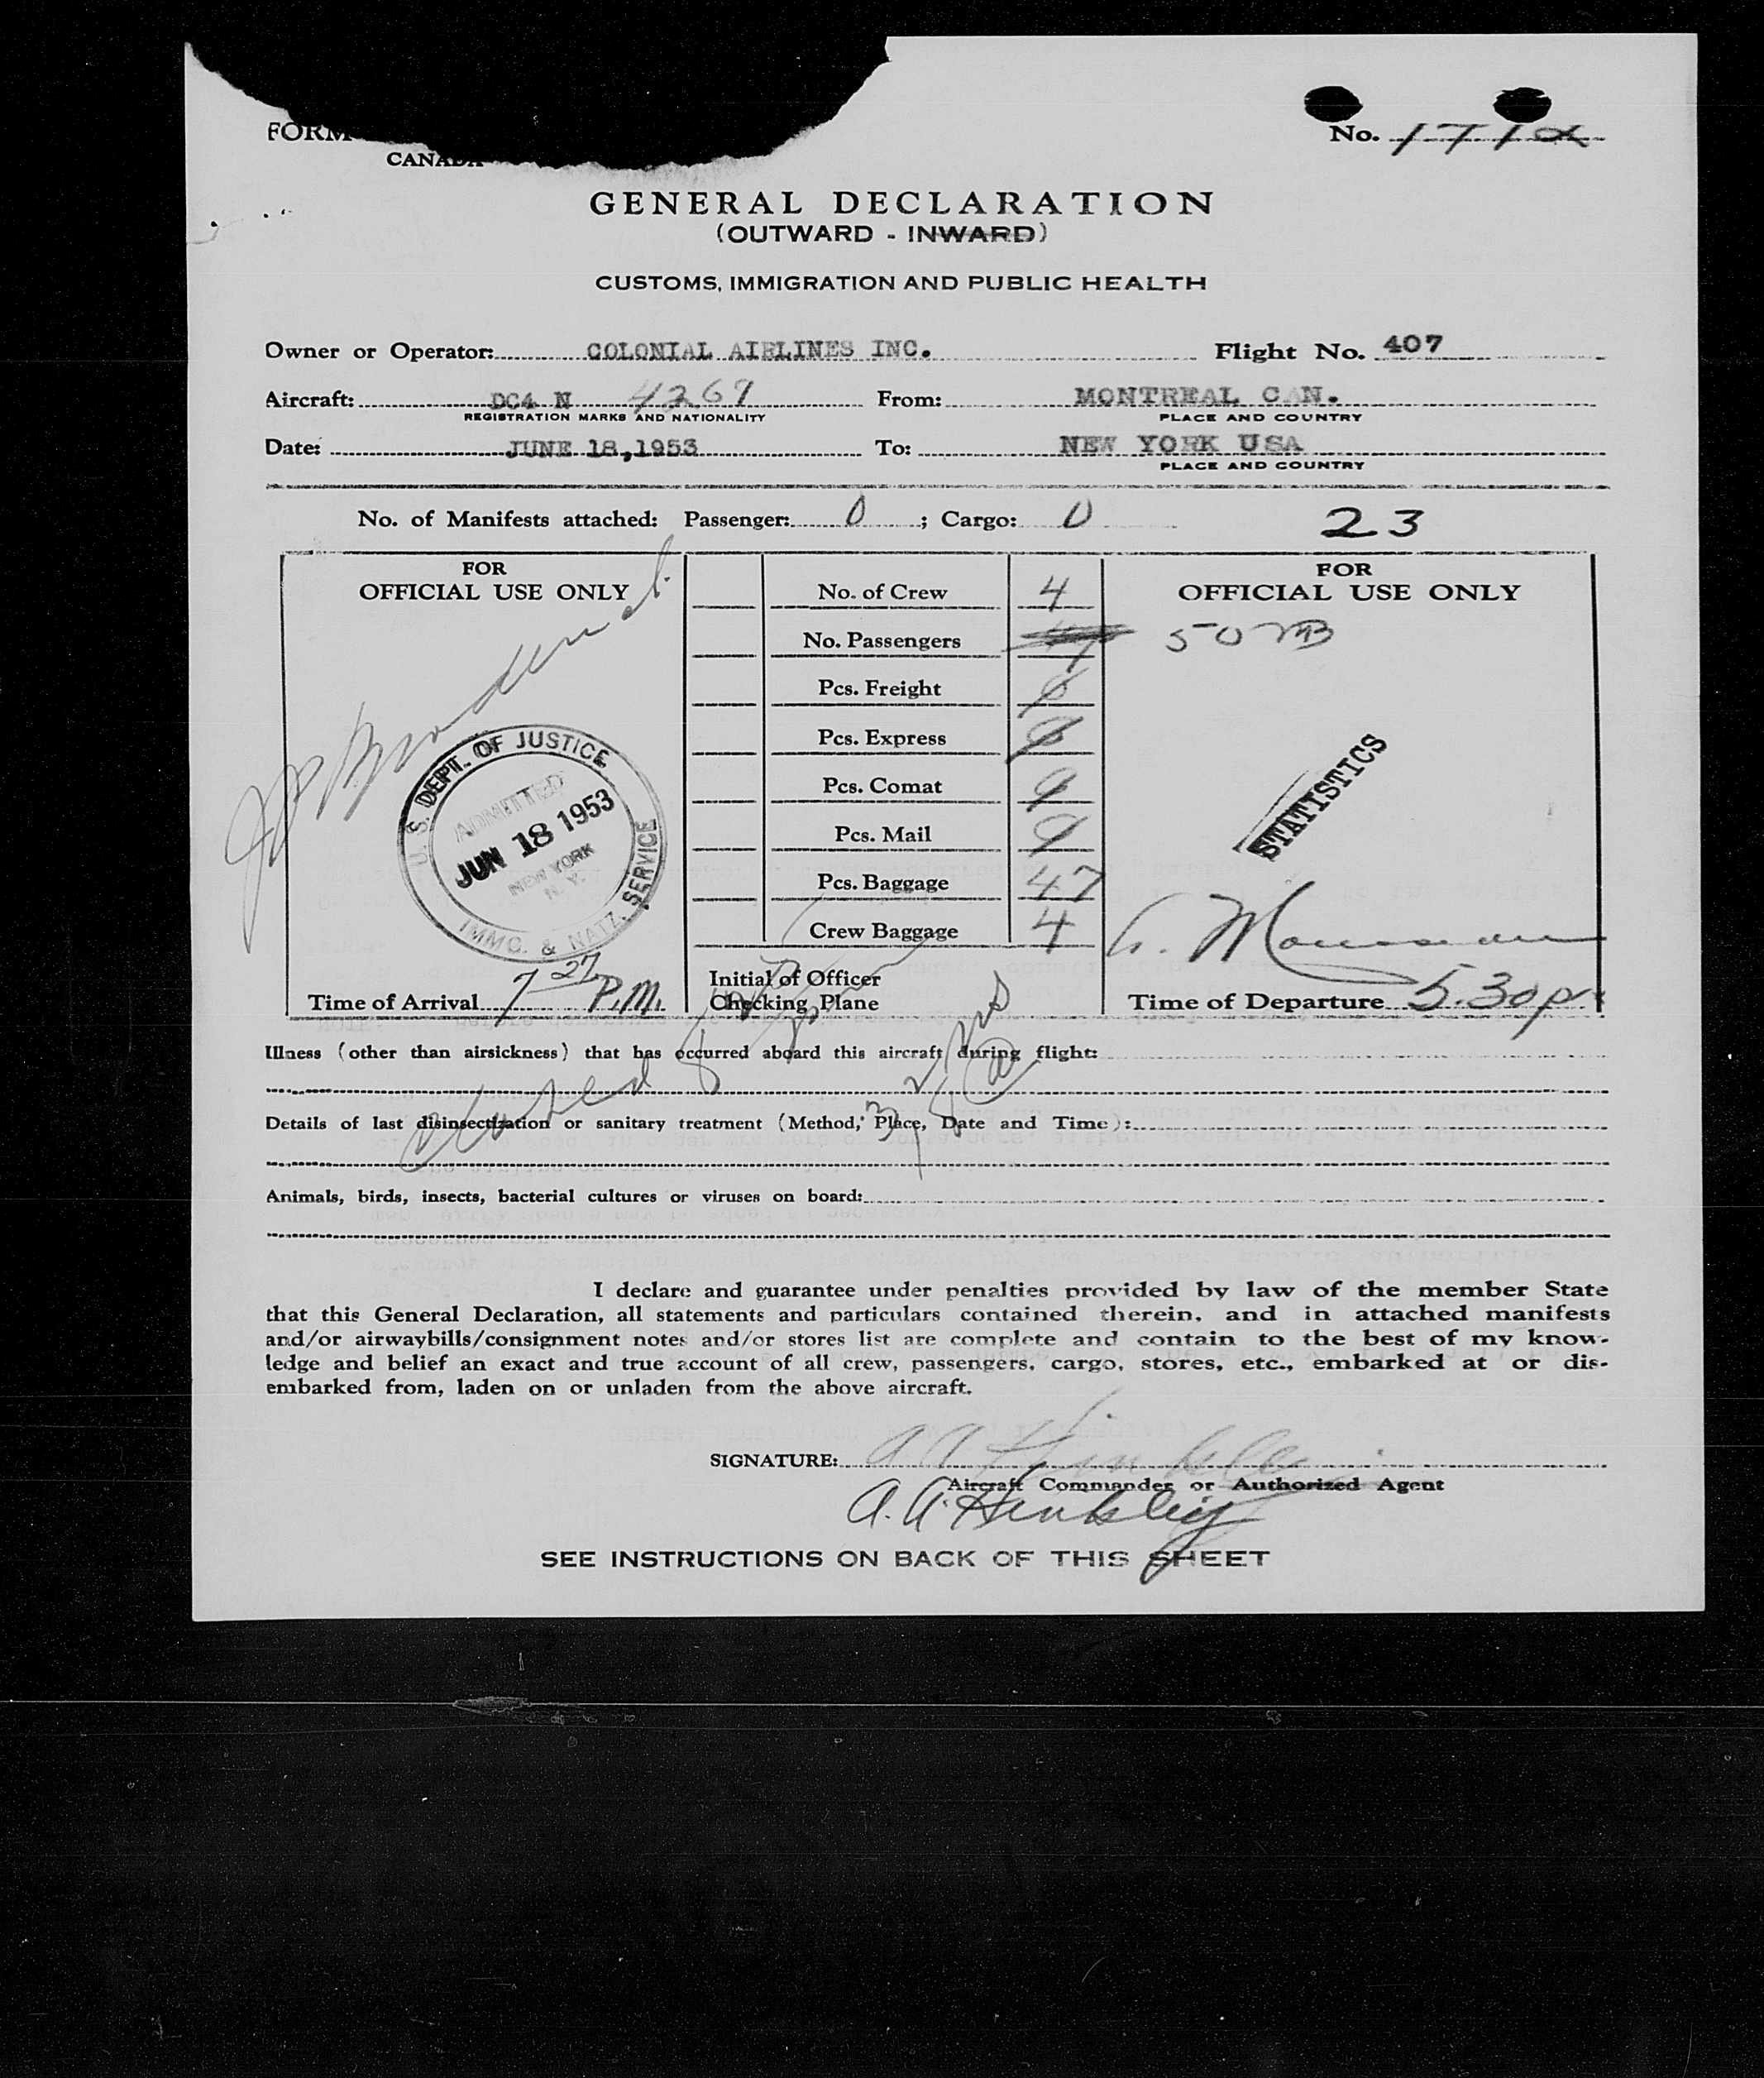 FORM
No. 171
CANADA
GENERAL DECLARATION
(OUTWARD - INWARD)
CUSTOMS, IMMIGRATION AND PUBLIC HEALTH
Owner or Operator: COLONIAL AIRLINES INC. Flight No. 407
Aircraft: DC4 N 4269 From: MONTREAL CAN.
REGISTRATION MARKS AND NATIONALITY PLACE AND COUNTRY
Date: JUNE 18,1953 To: NEW YORK USA
PLACE AND COUNTRY
No. of Manifests attached: Passenger: 0 ; Cargo: 0 23
FOR
OFFICIAL USE ONLY
U.S. DEPT. OF JUSTICE
ADMITTED
JUN 18 1953
NEW YORK
N. Y.
IMMG. & NATZ. SERVICE
Time of Arrival 7 27 P.M.
No. of Crew 4
No. Passengers
Pcs. Freight
Pcs. Express
Pcs. Comat
Pcs. Mail
Pcs. Baggage 47
Crew Baggage 4
Initial of Officer
Checking Plane
FOR
OFFICIAL USE ONLY
STATISTICS
Time of Departure 5.30 p
Illness (other than airsickness) that has occurred aboard this aircraft during flight:
Details of last disinsectization or sanitary treatment (Method, Place, Date and Time):
Animals, birds, insects, bacterial cultures or viruses on board:
I declare and guarantee under penalties provided by law of the member State
that this General Declaration, all statements and particulars contained therein, and in attached manifests
and/or airwaybills/consignment notes and/or stores list are complete and contain to the best of my know-
ledge and belief an exact and true account of all crew, passengers, cargo, stores, etc., embarked at or dis-
embarked from, laden on or unladen from the above aircraft.
SIGNATURE:
Aircraft Commander or Authorized Agent
A. A. Hinkley
SEE INSTRUCTIONS ON BACK OF THIS SHEET